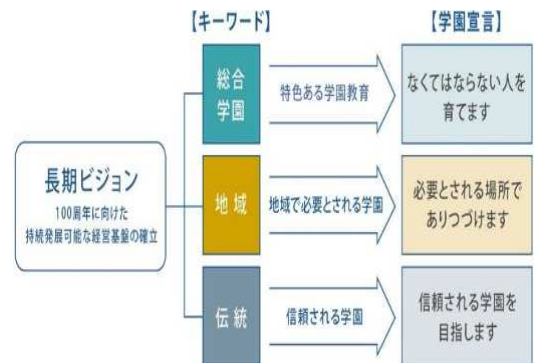 【キーワード】
【学園宣言】
長期ビジョン
100周年に向けた
持続発展可能な経営基盤の確立
総合
学園
特色ある学園教育
なくてはならない人を
育てます
地域
地域で必要とされる学園
必要とされる場所で
ありつづけます
伝統
信頼される学園
信頼される学園を
目指します